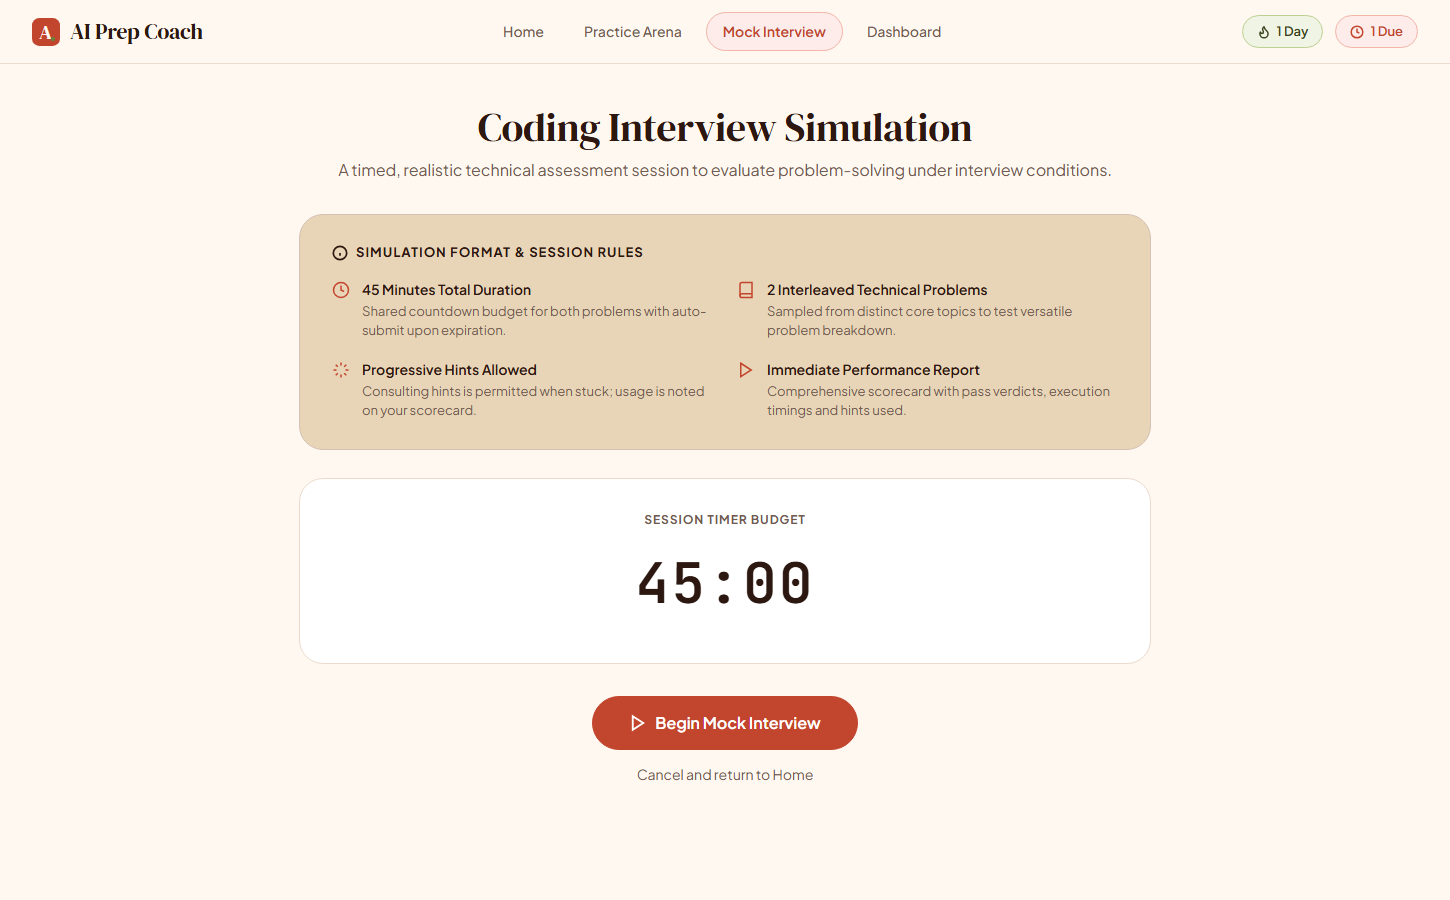 A AI Prep Coach
Home
Practice Arena
Mock Interview
Dashboard
1 Day
1 Due
Coding Interview Simulation
A timed, realistic technical assessment session to evaluate problem-solving under interview conditions.
SIMULATION FORMAT & SESSION RULES
45 Minutes Total Duration
Shared countdown budget for both problems with auto-
submit upon expiration.
2 Interleaved Technical Problems
Sampled from distinct core topics to test versatile
problem breakdown.
Progressive Hints Allowed
Consulting hints is permitted when stuck; usage is noted
on your scorecard.
Immediate Performance Report
Comprehensive scorecard with pass verdicts, execution
timings and hints used.
SESSION TIMER BUDGET
45:00
Begin Mock Interview
Cancel and return to Home